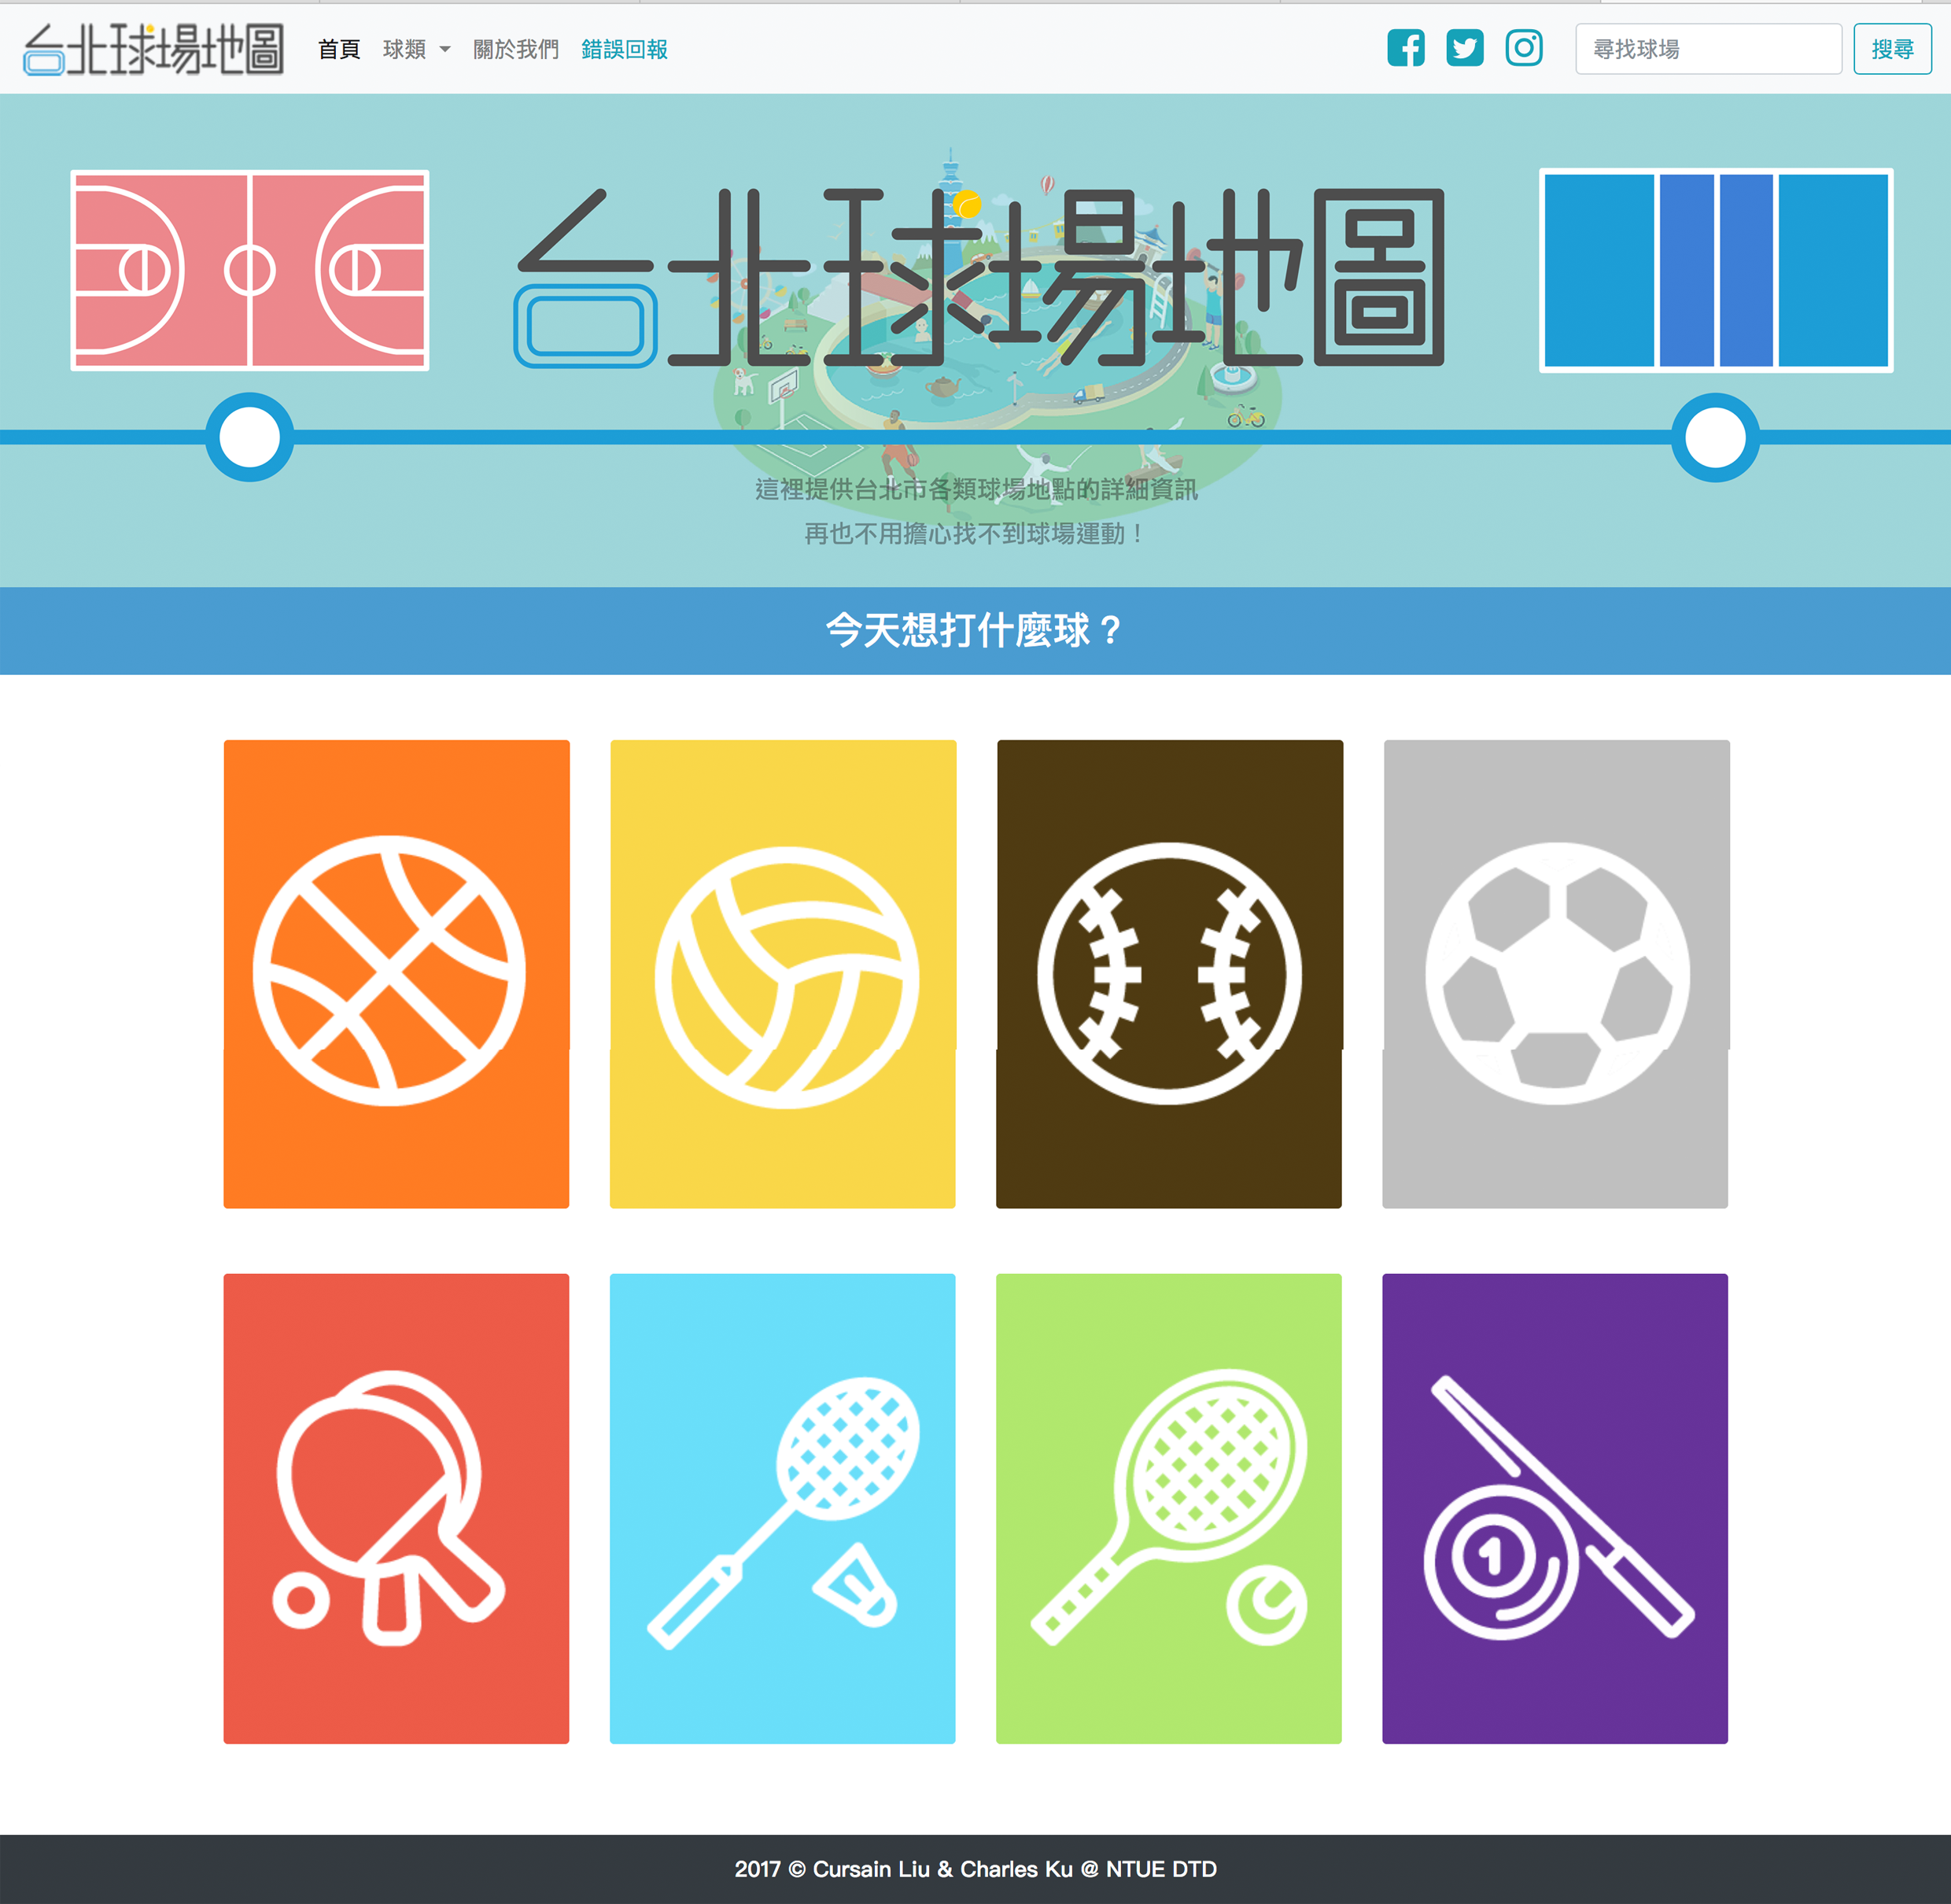 台北球場地圖 首頁 球類 關於我們 錯誤回報 尋找球場 搜尋
台北球場地圖
這裡提供台北市各類球場地點的詳細資訊
再也不用擔心找不到球場運動！
今天想打什麼球？
1
2017 © Cursain Liu & Charles Ku @ NTUE DTD